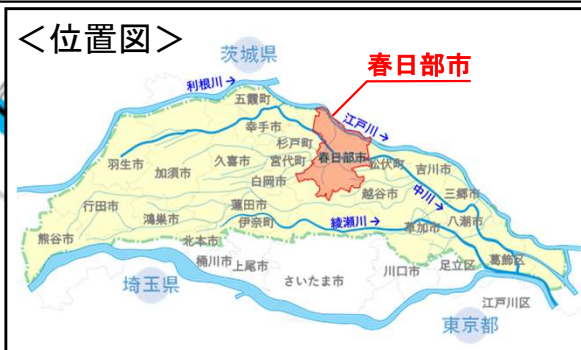 ＜位置図＞
茨城県
春日部市
利根川→
五霞町
江戸川→
幸手市
杉戸町
羽生市
加須市
久喜市
宮代町
春日部市
松伏町
吉川市
白岡市
中川→
三郷市
行田市
蓮田市
越谷市
鴻巣市
伊奈町
綾瀬川→
草加市
八潮市
熊谷市
北本市
桶川市
上尾市
さいたま市
川口市
足立区
葛飾区
埼玉県
江戸川区
東京都